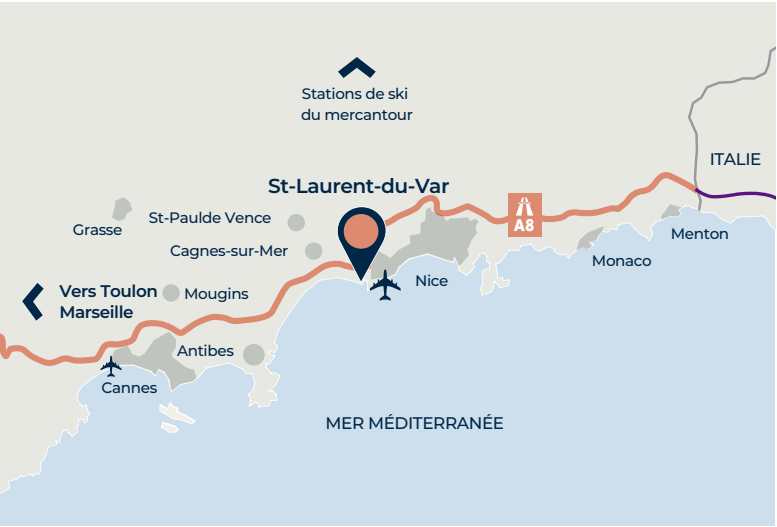 Stations de ski
du mercantour
ITALIE
St-Laurent-du-Var
St-Paulde Vence
A8
Grasse
Menton
Cagnes-sur-Mer
Monaco
Nice
Vers Toulon
Marseille
Mougins
Antibes
Cannes
MER MÉDITERRANÉE